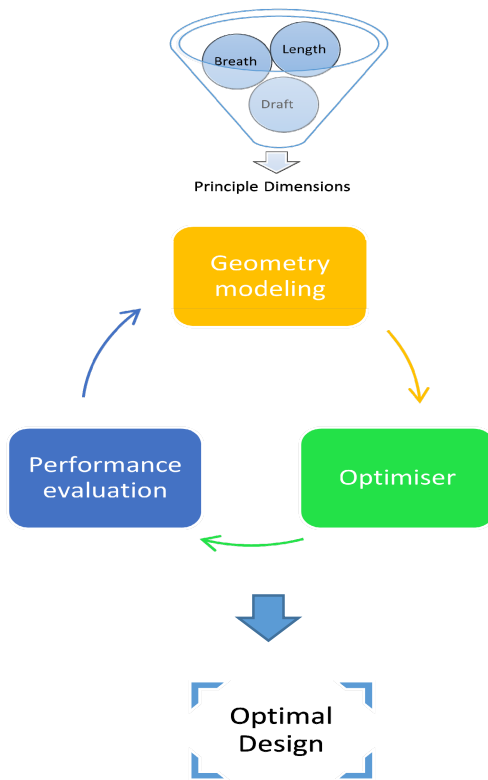 Breath
Length
Draft
Principle Dimensions
Geometry
modeling
Performance
evaluation
Optimiser
Optimal
Design